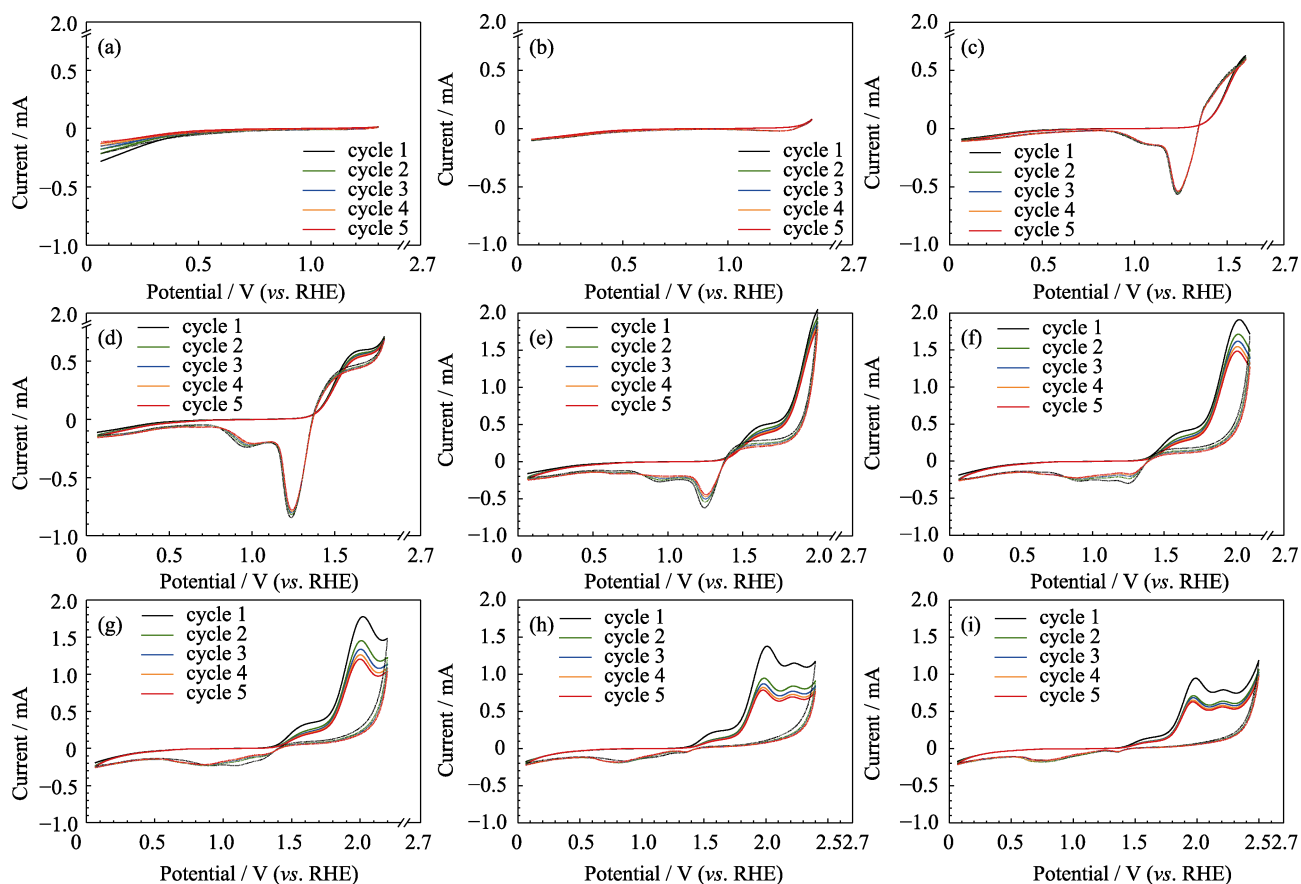 2.0
(a)
0.5
0
−0.5
−1.0
Current / mA
cycle 1
cycle 2
cycle 3
cycle 4
cycle 5
0 0.5 1.0 2.7
Potential / V (vs. RHE)
2.0
(b)
0.5
0
−0.5
−1.0
Current / mA
cycle 1
cycle 2
cycle 3
cycle 4
cycle 5
0 0.5 1.0 2.7
Potential / V (vs. RHE)
2.0
(c)
0.5
0
−0.5
−1.0
Current / mA
cycle 1
cycle 2
cycle 3
cycle 4
cycle 5
0 0.5 1.0 1.5 2.7
Potential / V (vs. RHE)
2.0
(d)
0.5
0
−0.5
−1.0
Current / mA
cycle 1
cycle 2
cycle 3
cycle 4
cycle 5
0 0.5 1.0 1.5 2.7
Potential / V (vs. RHE)
2.0
(e)
1.5
1.0
0.5
0
−0.5
−1.0
Current / mA
cycle 1
cycle 2
cycle 3
cycle 4
cycle 5
0 0.5 1.0 1.5 2.0 2.7
Potential / V (vs. RHE)
2.0
(f)
1.5
1.0
0.5
0
−0.5
−1.0
Current / mA
cycle 1
cycle 2
cycle 3
cycle 4
cycle 5
0 0.5 1.0 1.5 2.0 2.7
Potential / V (vs. RHE)
2.0
(g)
1.5
1.0
0.5
0
−0.5
−1.0
Current / mA
cycle 1
cycle 2
cycle 3
cycle 4
cycle 5
0 0.5 1.0 1.5 2.0 2.7
Potential / V (vs. RHE)
2.0
(h)
1.5
1.0
0.5
0
−0.5
−1.0
Current / mA
cycle 1
cycle 2
cycle 3
cycle 4
cycle 5
0 0.5 1.0 1.5 2.0 2.52.7
Potential / V (vs. RHE)
2.0
(i)
1.5
1.0
0.5
0
−0.5
−1.0
Current / mA
cycle 1
cycle 2
cycle 3
cycle 4
cycle 5
0 0.5 1.0 1.5 2.0 2.5 2.7
Potential / V (vs. RHE)